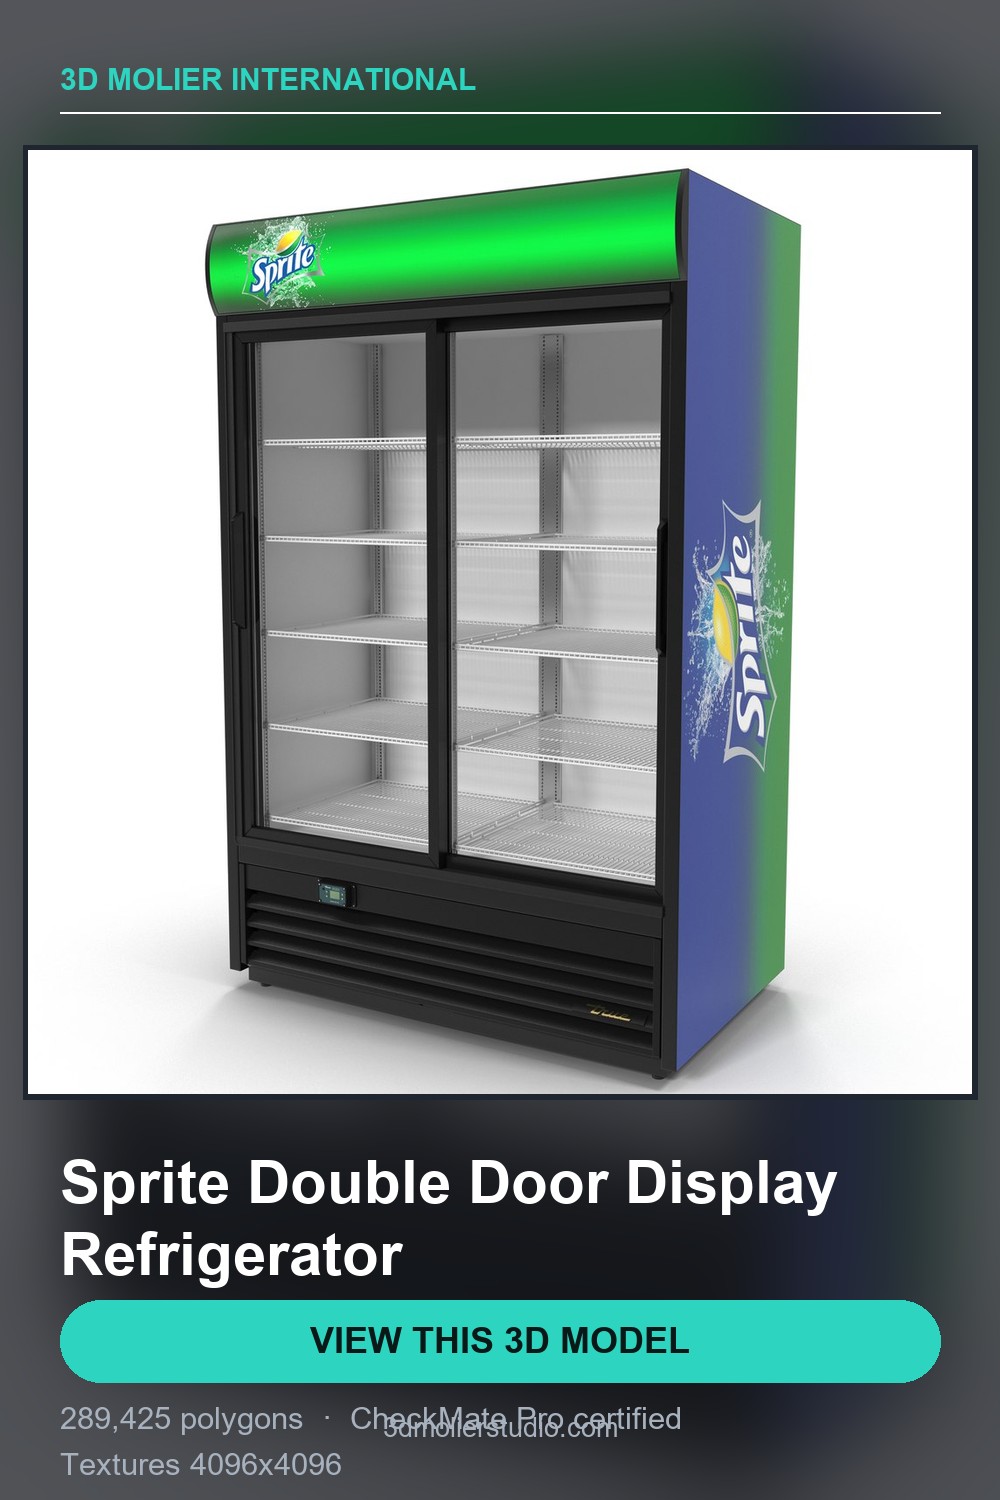 3D MOLIER INTERNATIONAL
Sprite
Sprite
True
Sprite Double Door Display
Refrigerator
VIEW THIS 3D MODEL
289,425 polygons · CheckMate Pro certified
3dmolierstudio.com
Textures 4096x4096